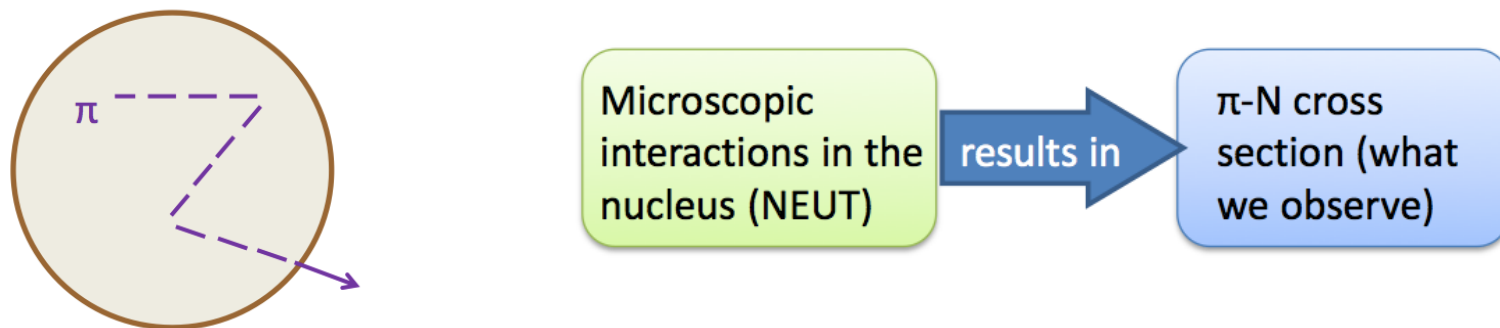 π
Microscopic
interactions in the
nucleus (NEUT)
results in
π-N cross
section (what
we observe)